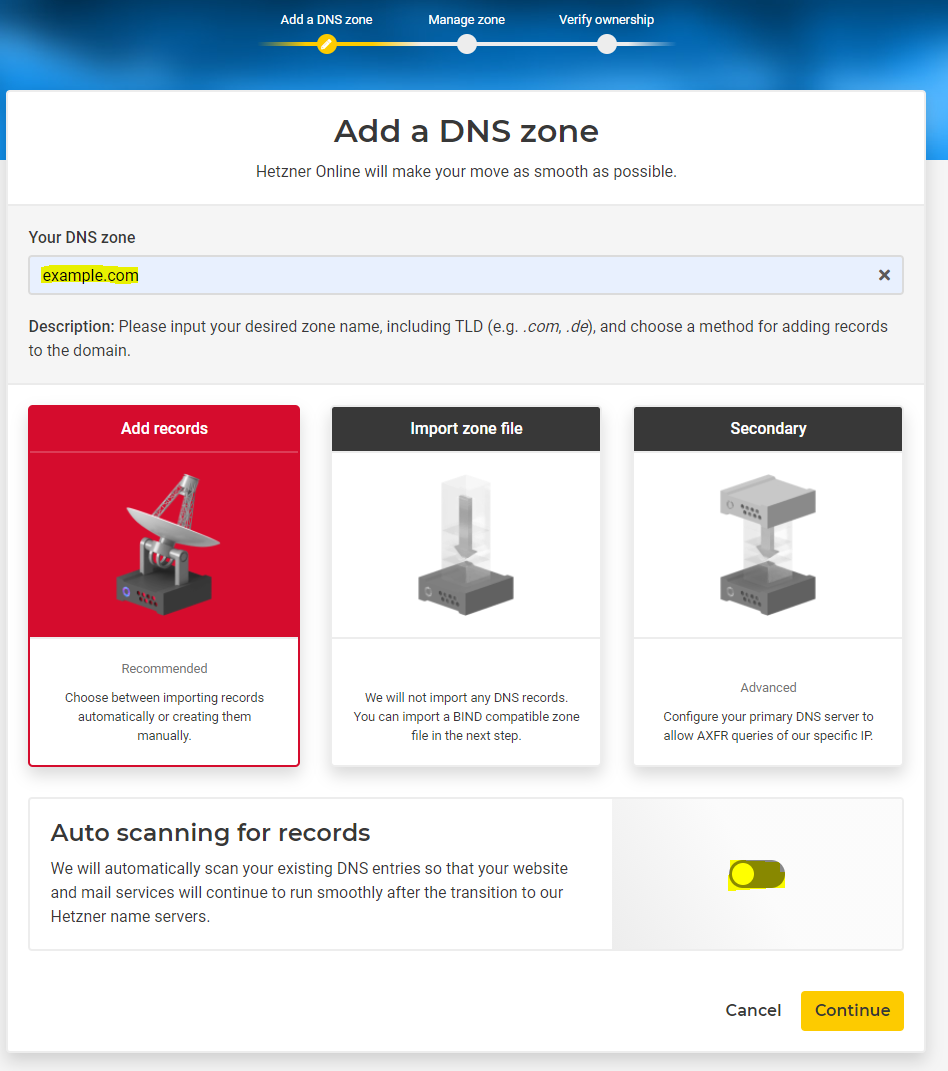 Add a DNS zone
Manage zone
Verify ownership
Add a DNS zone
Hetzner Online will make your move as smooth as possible.
Your DNS zone
example.com
Description: Please input your desired zone name, including TLD (e.g. .com, .de), and choose a method for adding records
to the domain.
Add records
Recommended
Choose between importing records
automatically or creating them
manually.
Import zone file
We will not import any DNS records.
You can import a BIND compatible zone
file in the next step.
Secondary
Advanced
Configure your primary DNS server to
allow AXFR queries of our specific IP.
Auto scanning for records
We will automatically scan your existing DNS entries so that your website
and mail services will continue to run smoothly after the transition to our
Hetzner name servers.
Cancel
Continue